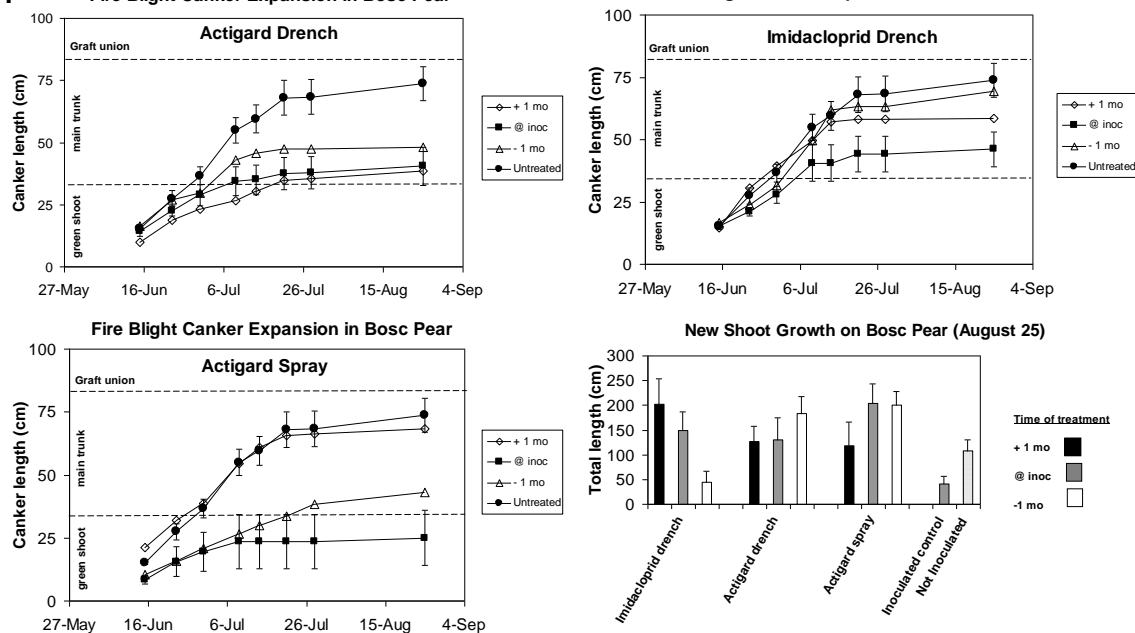 Fire Blight Canker Expansion in Bosc Pear
Actigard Drench
Graft union
main trunk
green shoot
Canker length (cm)
100
75
50
25
0
27-May 16-Jun 6-Jul 26-Jul 15-Aug 4-Sep
+ 1 mo
@ inoc
- 1 mo
Untreated
Imidacloprid Drench
Graft union
main trunk
green shoot
Canker length (cm)
100
75
50
25
0
27-May 16-Jun 6-Jul 26-Jul 15-Aug 4-Sep
+ 1 mo
@ inoc
- 1 mo
Untreated
Fire Blight Canker Expansion in Bosc Pear
Actigard Spray
Graft union
main trunk
green shoot
Canker length (cm)
100
75
50
25
0
27-May 16-Jun 6-Jul 26-Jul 15-Aug 4-Sep
+ 1 mo
@ inoc
- 1 mo
Untreated
New Shoot Growth on Bosc Pear (August 25)
Total length (cm)
300
250
200
150
100
50
0
Imidacloprid drench
Actigard drench
Actigard spray
Inoculated control
Not Inoculated
Time of treatment
+ 1 mo
@ inoc
-1 mo